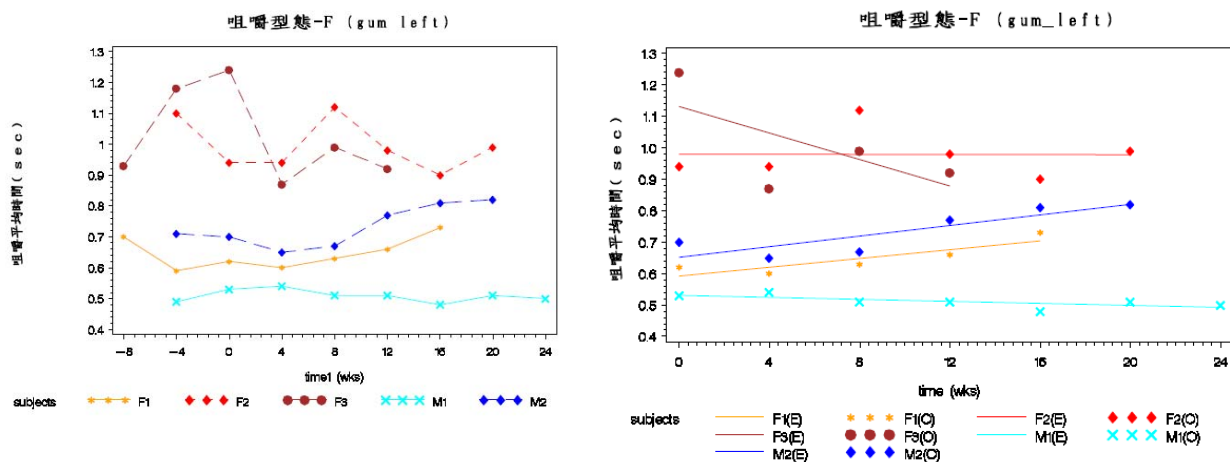 咀嚼型態-F (gum left)
咀嚼平均時間(sec)
1.3
1.2
1.1
1
0.9
0.8
0.7
0.6
0.5
0.4
-8 -4 0 4 8 12 16 20 24
time1 (wks)
subjects F1 F2 F3 M1 M2
咀嚼型態-F (gum_left)
咀嚼平均時間(sec)
1.3
1.2
1.1
1.0
0.9
0.8
0.7
0.6
0.5
0.4
0 4 8 12 16 20 24
time (wks)
subjects F1(E) F1(O) F2(E) F2(O)
F3(E) F3(O) M1(E) M1(O)
M2(E) M2(O)